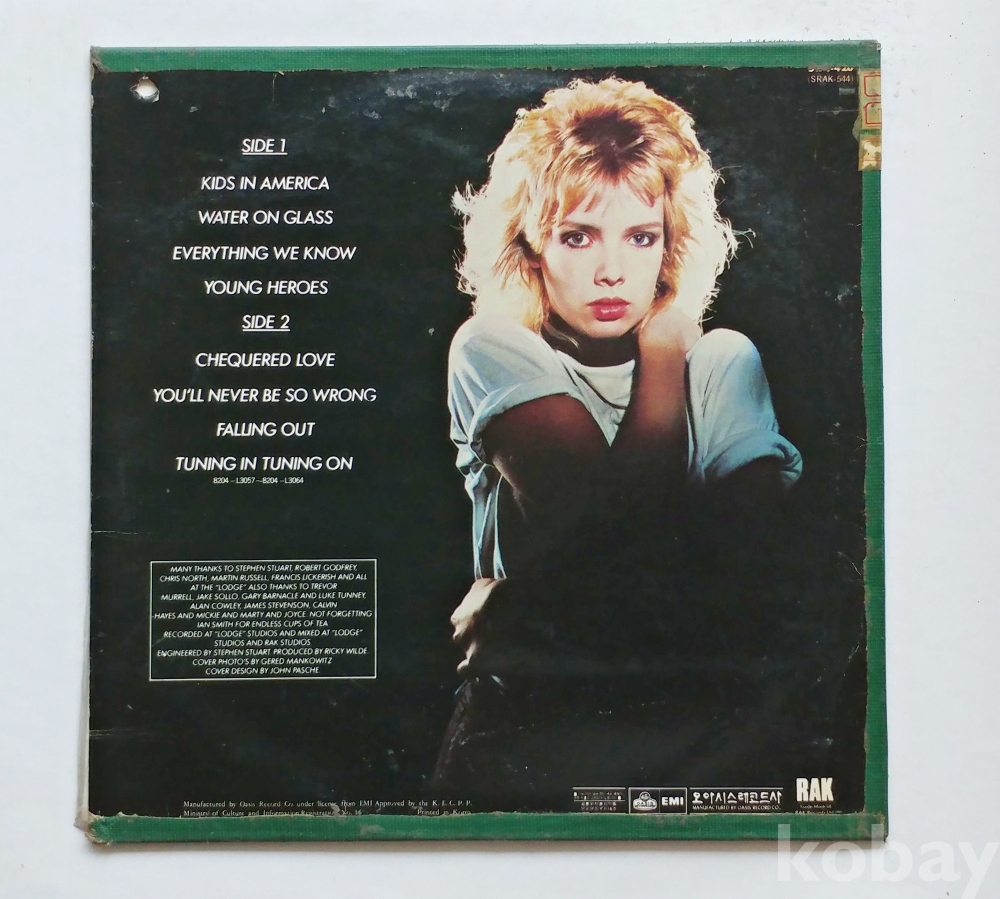 (SRAK-544)
SIDE 1
KIDS IN AMERICA
WATER ON GLASS
EVERYTHING WE KNOW
YOUNG HEROES
SIDE 2
CHEQUERED LOVE
YOU'LL NEVER BE SO WRONG
FALLING OUT
TUNING IN TUNING ON
8204-L3057~8204-L3064
MANY THANKS TO STEPHEN STUART, ROBERT GODFREY,
CHRIS NORTH, MARTIN RUSSELL, FRANCIS LICKERISH AND ALL
AT THE "LODGE" ALSO THANKS TO TREVOR
MURRELL, JAKE SOLLO, GARY BARNACLE AND LUKE TUNNEY,
ALAN COWLEY, JAMES STEVENSON, CALVIN
HAYES AND MICKIE AND MARTY AND JOYCE. NOT FORGETTING
IAN SMITH FOR ENDLESS CUPS OF TEA
RECORDED AT "LODGE" STUDIOS AND MIXED AT "LODGE"
STUDIOS AND RAK STUDIOS
ENGINEERED BY STEPHEN STUART. PRODUCED BY RICKY WILDE.
COVER PHOTO'S BY GERED MANKOWITZ
COVER DESIGN BY JOHN PASCHE
Manufactured by Oasis Record Co. under license from EMI Approved by the K. E. C. P. P.
Ministry of Culture and Information Registration No. 16 Printed in Korea
EMI
오아시스레코드사
MANUFACTURED BY OASIS RECORD CO.
RAK
kobay